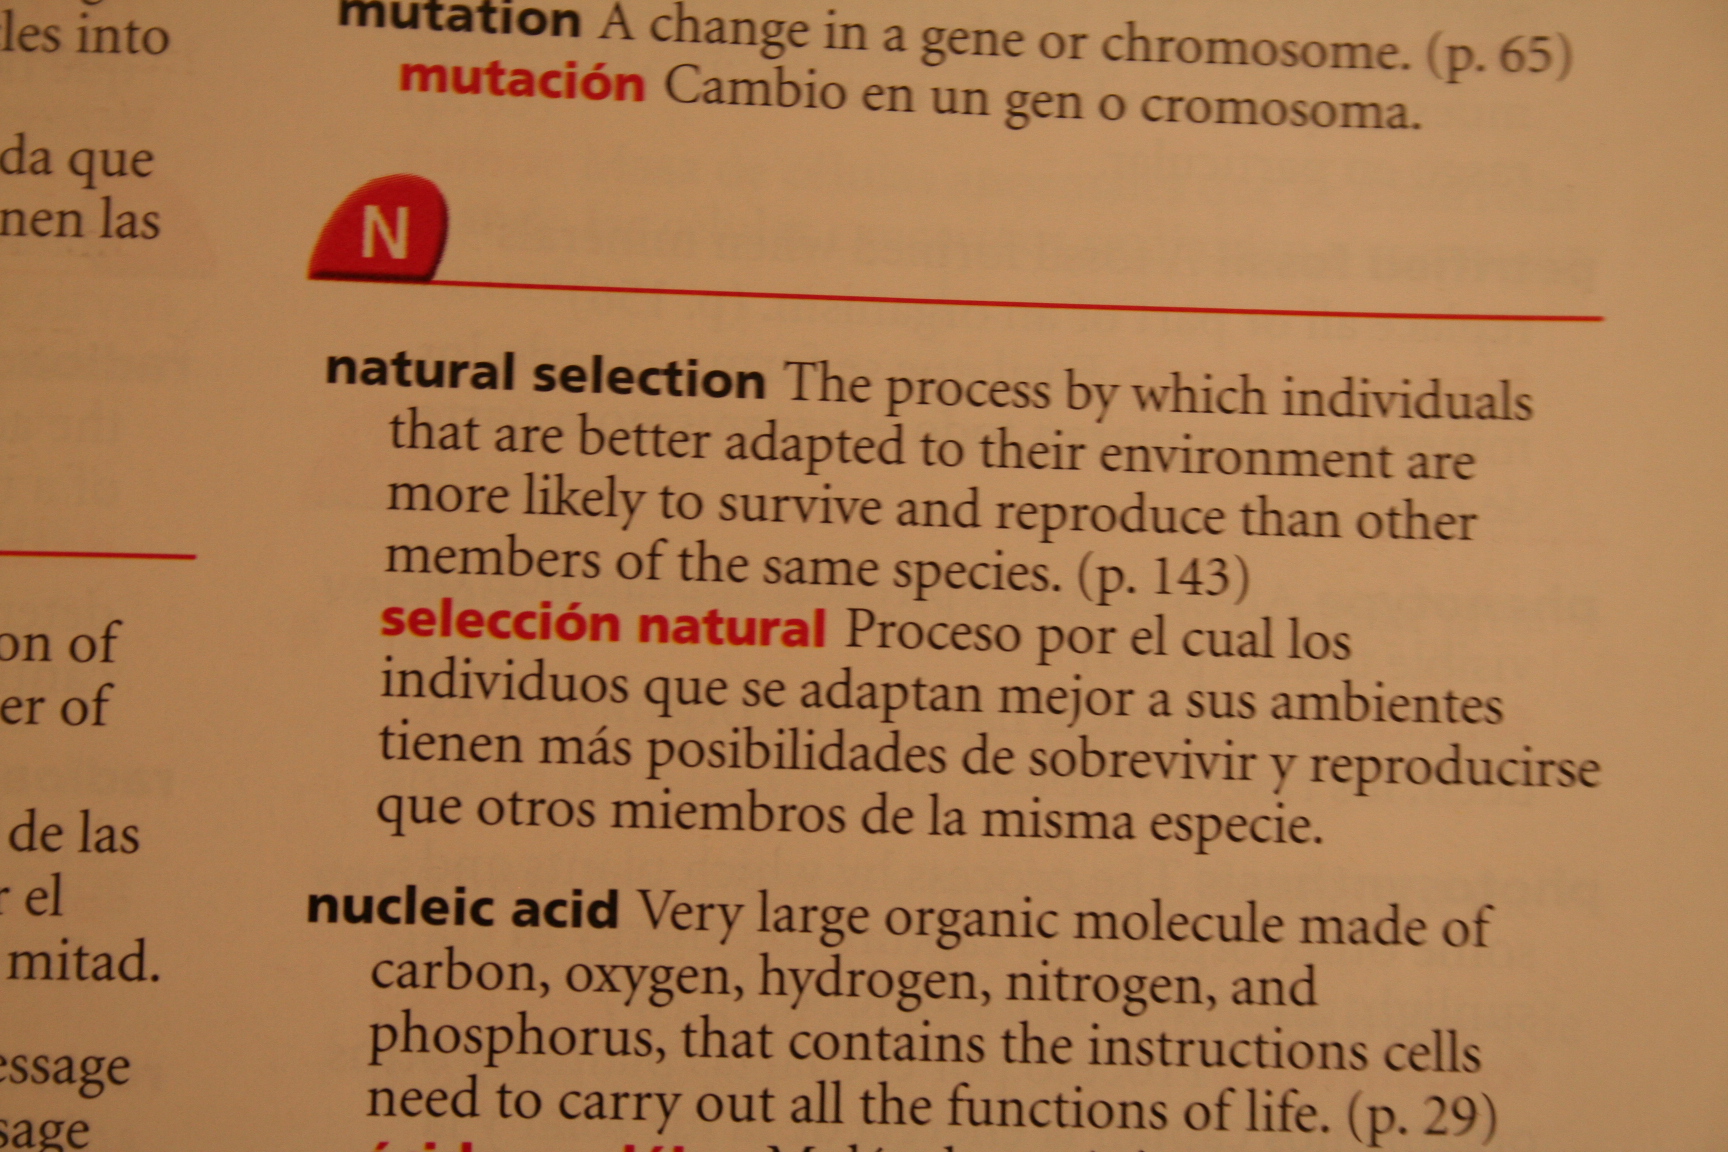 les into
da que
nen las
on of
er of
de las
r el
mitad.
essage
sage
mutation A change in a gene or chromosome. (p. 65)
mutación Cambio en un gen o cromosoma.
N
natural selection The process by which individuals
that are better adapted to their environment are
more likely to survive and reproduce than other
members of the same species. (p. 143)
selección natural Proceso por el cual los
individuos que se adaptan mejor a sus ambientes
tienen más posibilidades de sobrevivir y reproducirse
que otros miembros de la misma especie.
nucleic acid Very large organic molecule made of
carbon, oxygen, hydrogen, nitrogen, and
phosphorus, that contains the instructions cells
need to carry out all the functions of life. (p. 29)